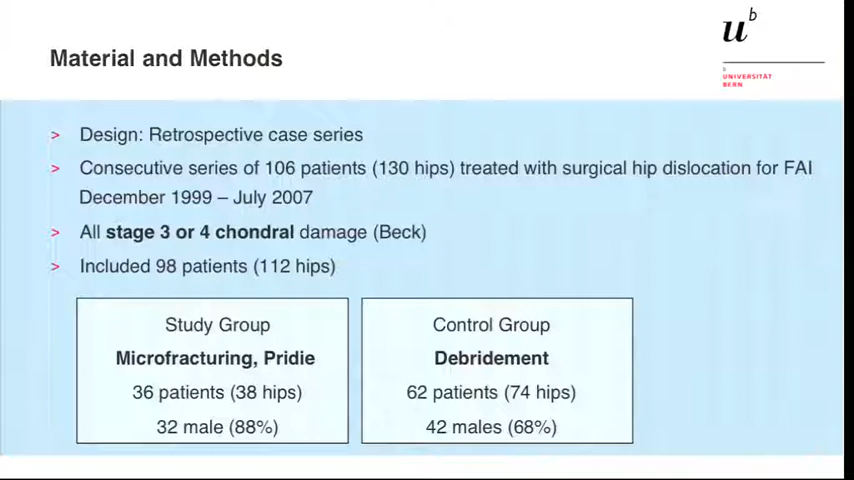 u b
Material and Methods
b
UNIVERSITÄT
BERN
> Design: Retrospective case series
> Consecutive series of 106 patients (130 hips) treated with surgical hip dislocation for FAI
December 1999 – July 2007
> All stage 3 or 4 chondral damage (Beck)
> Included 98 patients (112 hips)
Study Group
Microfracturing, Pridie
36 patients (38 hips)
32 male (88%)
Control Group
Debridement
62 patients (74 hips)
42 males (68%)